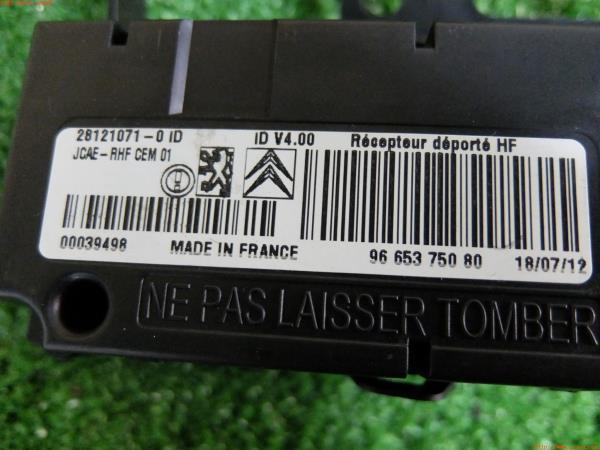 28121071-0 ID
ID V4.00
Récepteur déporté HF
JCAE-RHF CEM 01
00039498
MADE IN FRANCE
96 653 750 80
18/07/12
NE PAS LAISSER TOMBER